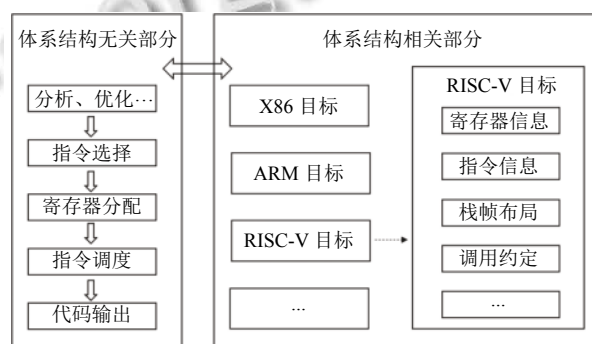 体系结构无关部分
分析、优化…
指令选择
寄存器分配
指令调度
代码输出
体系结构相关部分
X86 目标
ARM 目标
RISC-V 目标
...
RISC-V 目标
寄存器信息
指令信息
栈帧布局
调用约定
...